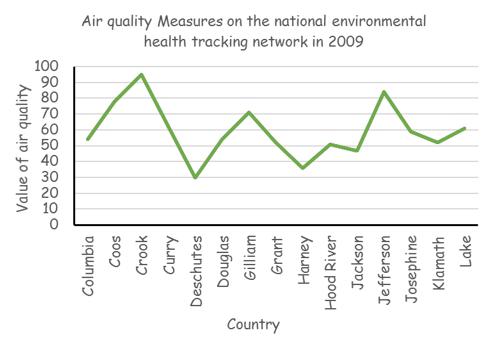 Air quality Measures on the national environmental
health tracking network in 2009
Value of air quality
100
90
80
70
60
50
40
30
20
10
0
Columbia
Coos
Crook
Curry
Deschutes
Douglas
Gilliam
Grant
Harney
Hood River
Jackson
Jefferson
Josephine
Klamath
Lake
Country